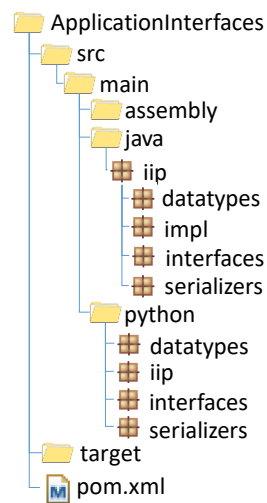 ApplicationInterfaces
src
main
assembly
java
iip
datatypes
impl
interfaces
serializers
python
datatypes
iip
interfaces
serializers
target
M pom.xml